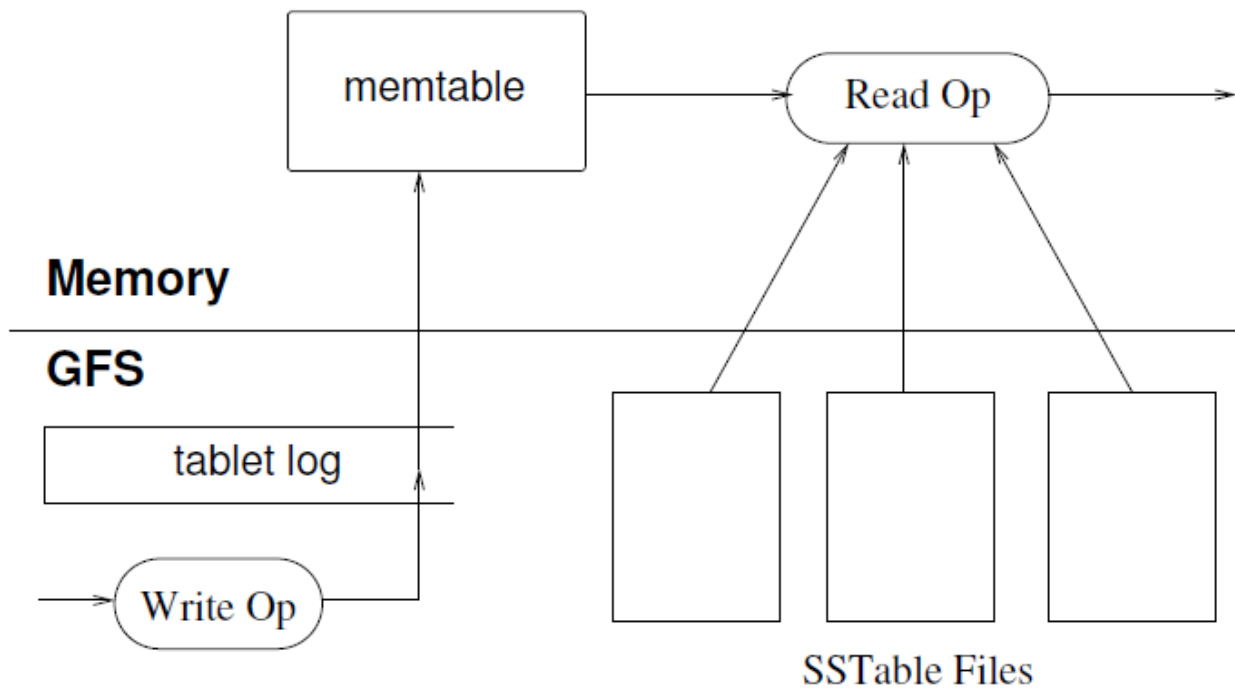 memtable
Read Op
Memory
GFS
tablet log
Write Op
SSTable Files